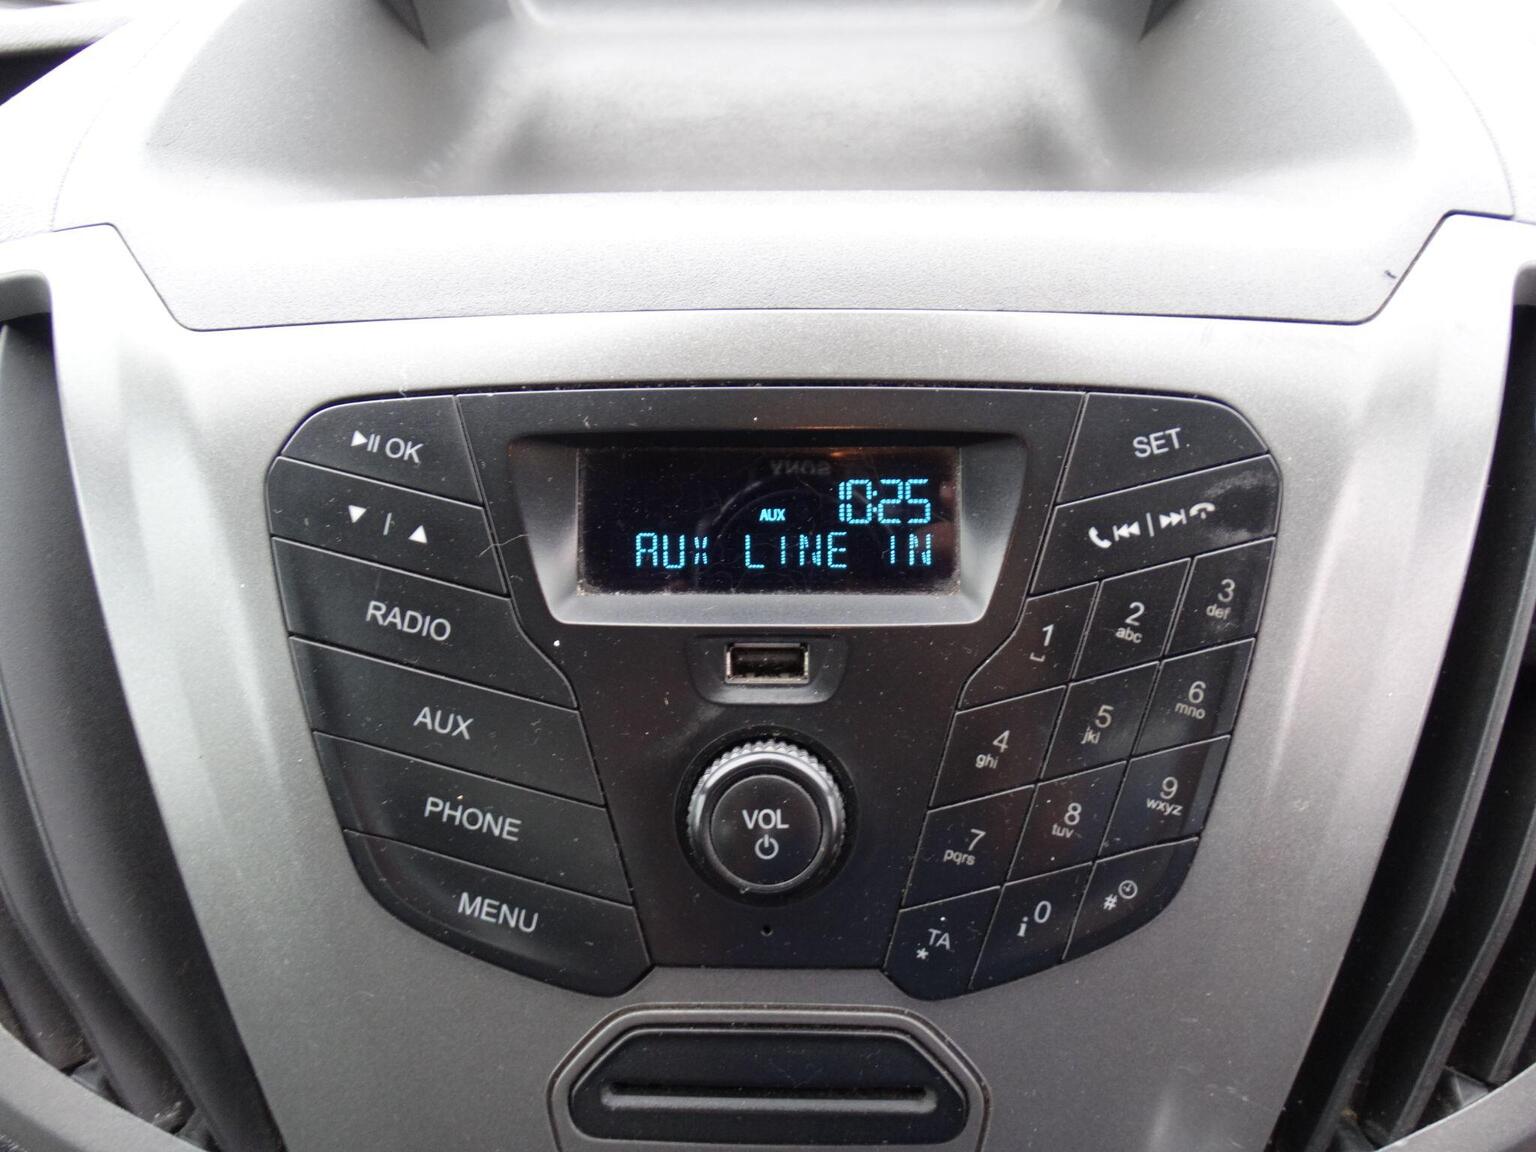 OK
SET
10:25
AUX
AUX LINE IN
RADIO
AUX
PHONE
MENU
VOL
1
2
abc
3
def
4
ghi
5
jkl
6
mno
7
pqrs
8
tuv
9
wxyz
* TA
i 0
#
SONY